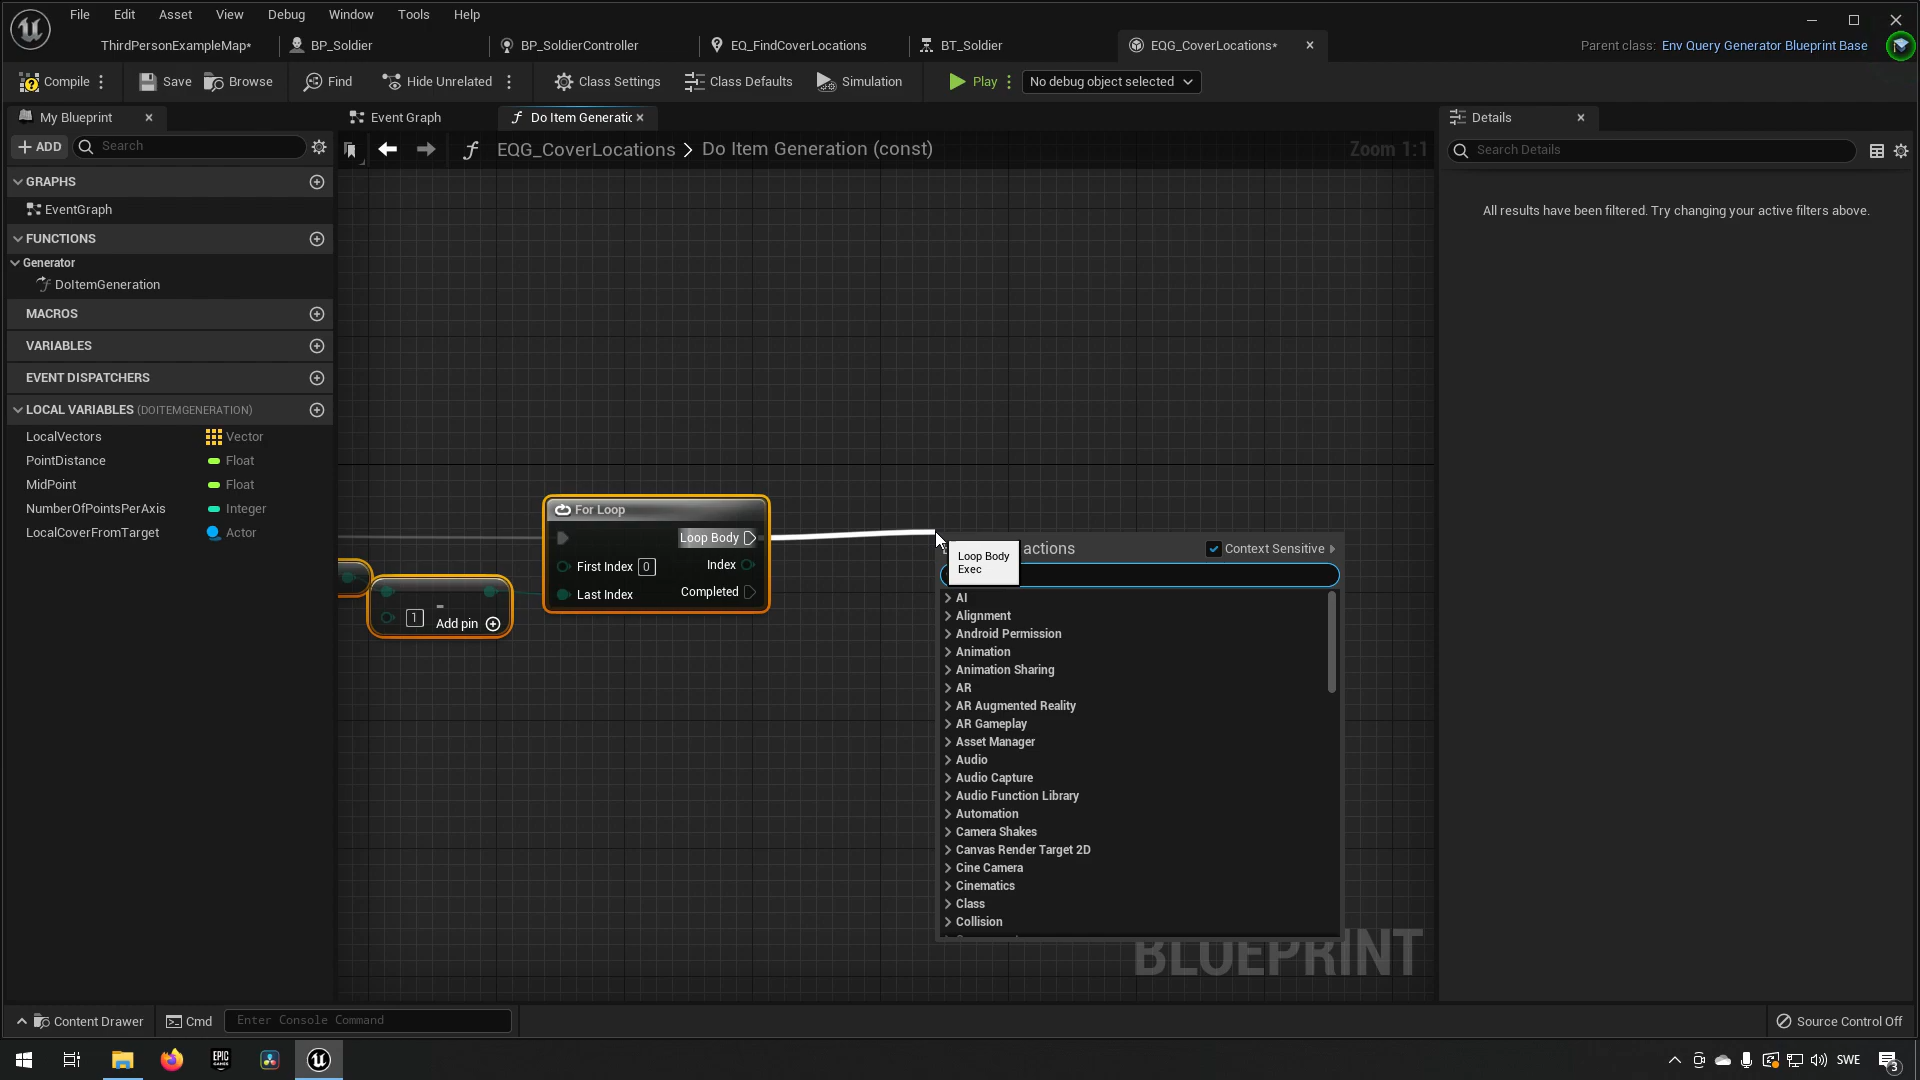 File Edit Asset View Debug Window Tools Help
ThirdPersonExampleMap* BP_Soldier BP_SoldierController EQ_FindCoverLocations BT_Soldier EQG_CoverLocations* Parent class: Env Query Generator Blueprint Base
Compile Save Browse Find Hide Unrelated Class Settings Class Defaults Simulation Play No debug object selected
My Blueprint Event Graph Do Item Generatic Details
ADD Search EQG_CoverLocations > Do Item Generation (const) Zoom 1:1 Search Details
GRAPHS
EventGraph
All results have been filtered. Try changing your active filters above.
FUNCTIONS
Generator
DoItemGeneration
MACROS
VARIABLES
EVENT DISPATCHERS
LOCAL VARIABLES (DOITEMGENERATION)
LocalVectors Vector
PointDistance Float
MidPoint Float
NumberOfPointsPerAxis Integer
LocalCoverFromTarget Actor
For Loop
Loop Body
First Index 0 Index
Last Index Completed
-
1 Add pin
actions Context Sensitive
Loop Body
Exec
AI
Alignment
Android Permission
Animation
Animation Sharing
AR
AR Augmented Reality
AR Gameplay
Asset Manager
Audio
Audio Capture
Audio Function Library
Automation
Camera Shakes
Canvas Render Target 2D
Cine Camera
Cinematics
Class
Collision
BLUEPRINT
Content Drawer Cmd Enter Console Command Source Control Off
EPIC GAMES SWE 3